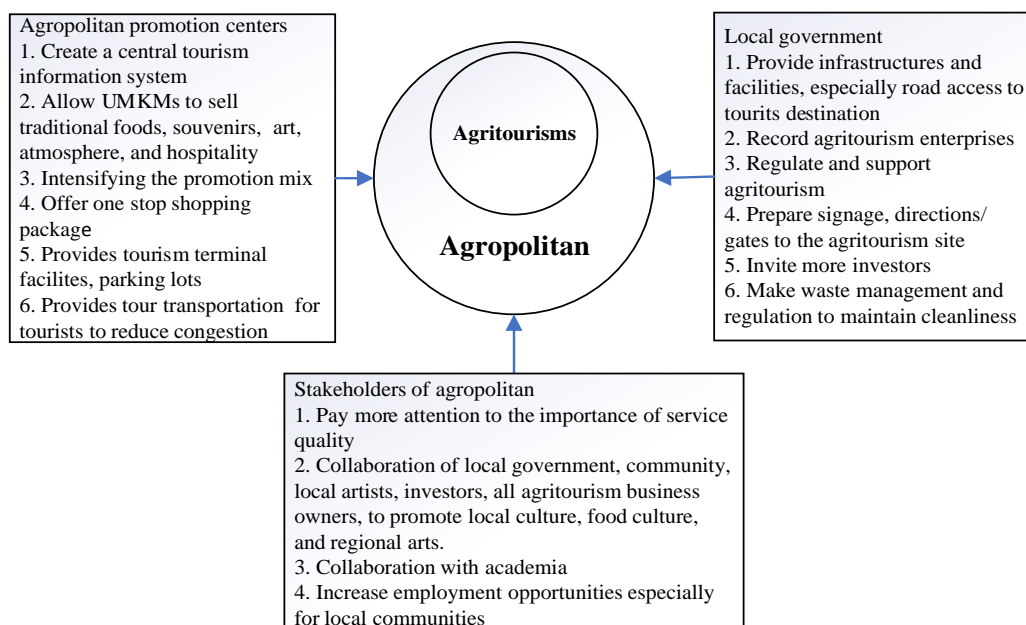 Agropolitan promotion centers
1. Create a central tourism
information system
2. Allow UMKMs to sell
traditional foods, souvenirs, art,
atmosphere, and hospitality
3. Intensifying the promotion mix
4. Offer one stop shopping
package
5. Provides tourism terminal
facilites, parking lots
6. Provides tour transportation for
tourists to reduce congestion
Agritourisms
Agropolitan
Local government
1. Provide infrastructures and
facilities, especially road access to
tourits destination
2. Record agritourism enterprises
3. Regulate and support
agritourism
4. Prepare signage, directions/
gates to the agritourism site
5. Invite more investors
6. Make waste management and
regulation to maintain cleanliness
Stakeholders of agropolitan
1. Pay more attention to the importance of service
quality
2. Collaboration of local government, community,
local artists, investors, all agritourism business
owners, to promote local culture, food culture,
and regional arts.
3. Collaboration with academia
4. Increase employment opportunities especially
for local communities